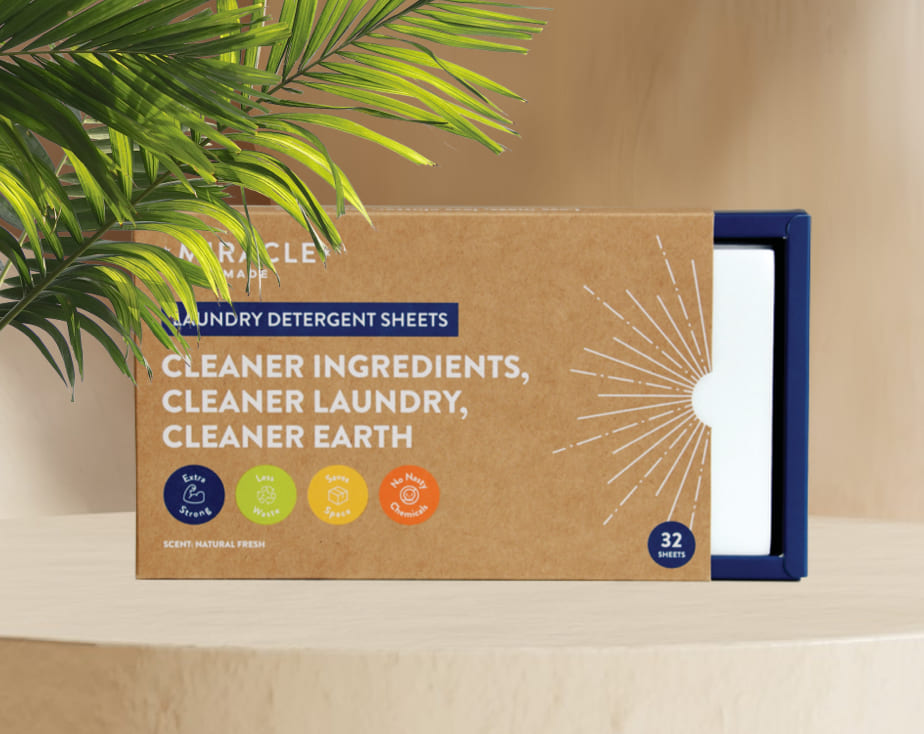 MIRACLE
MADE
LAUNDRY DETERGENT SHEETS
CLEANER INGREDIENTS,
CLEANER LAUNDRY,
CLEANER EARTH
Extra
Strong
Less
Waste
Saves
Space
No Nasty
Chemicals
SCENT: NATURAL FRESH
32
SHEETS